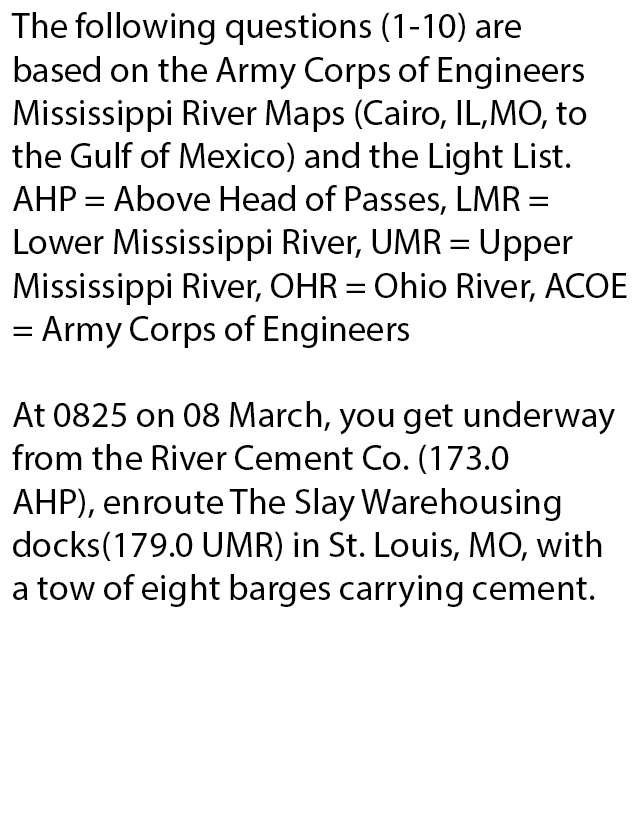 The following questions (1-10) are
based on the Army Corps of Engineers
Mississippi River Maps (Cairo, IL,MO, to
the Gulf of Mexico) and the Light List.
AHP = Above Head of Passes, LMR =
Lower Mississippi River, UMR = Upper
Mississippi River, OHR = Ohio River, ACOE
= Army Corps of Engineers
At 0825 on 08 March, you get underway
from the River Cement Co. (173.0
AHP), enroute The Slay Warehousing
docks(179.0 UMR) in St. Louis, MO, with
a tow of eight barges carrying cement.